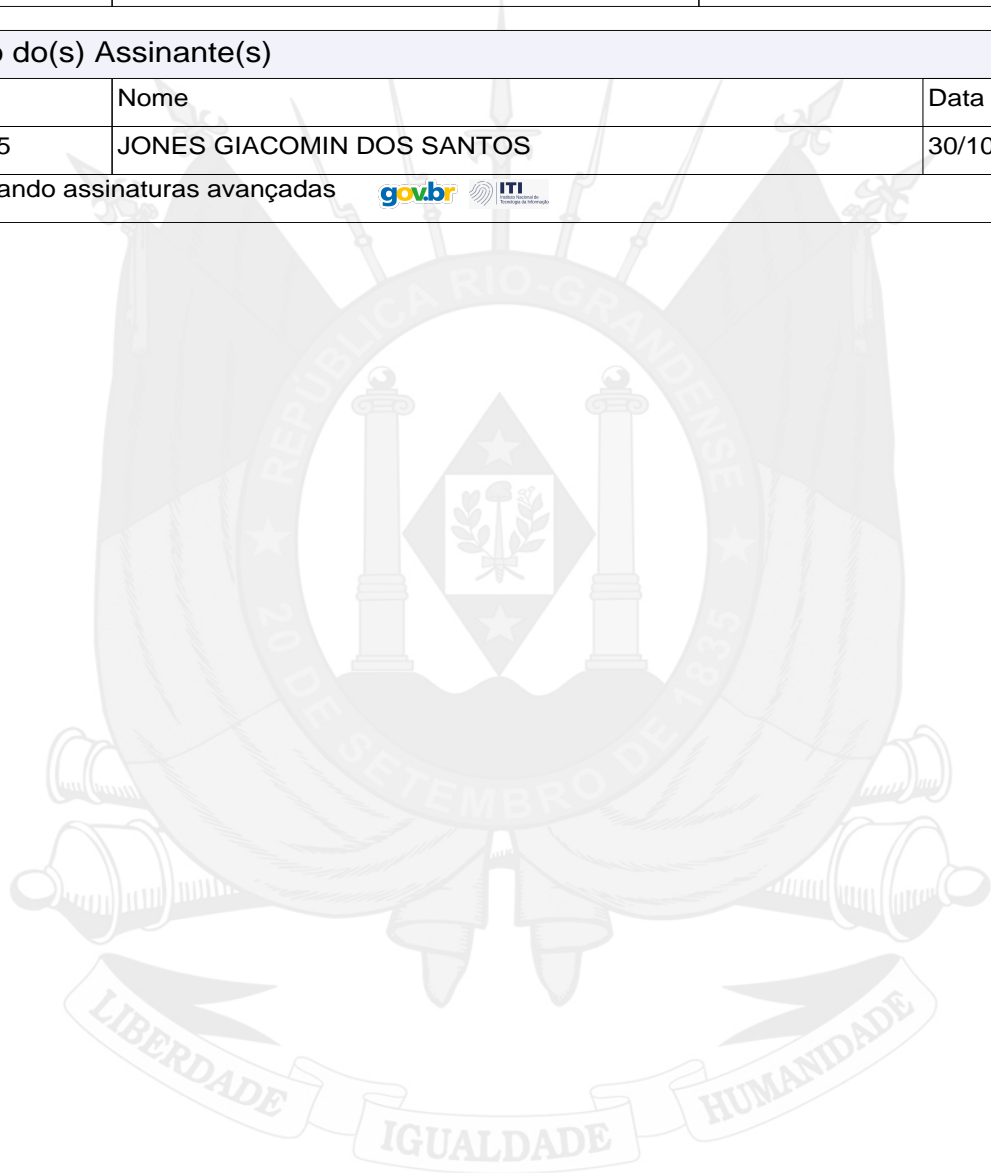 o do(s) Assinante(s)
Nome
Data
5
JONES GIACOMIN DOS SANTOS
30/10
ando assinaturas avançadas
gov.br
ITI
REPÚBLICA RIO-GRANDENSE
20 DE SETEMBRO DE 1835
LIBERDADE
IGUALDADE
HUMANIDADE